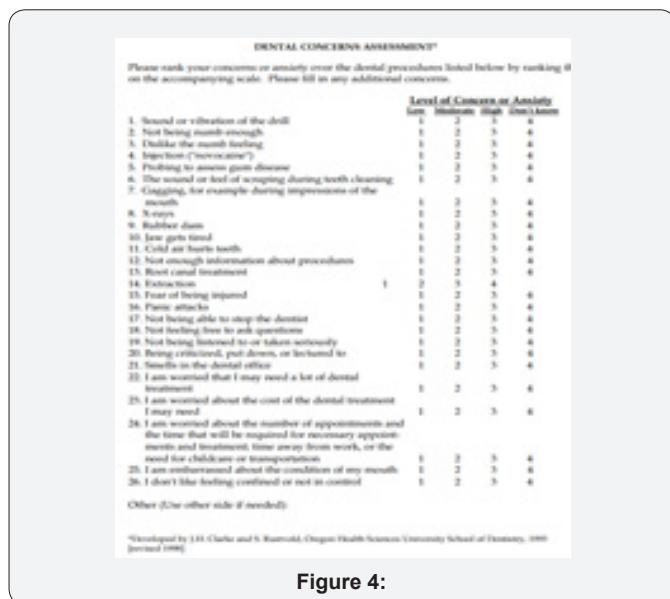 DENTAL CONCERNS ASSESSMENT*
Please rank your concerns or anxiety over the dental procedures listed below by ranking
on the accompanying scale. Please fill in any additional concerns.
Level of Concern or Anxiety
Low Moderate High Don't Know
1. Sound or vibration of the drill 1 2 3 4
2. Not being numb enough 1 2 3 4
3. Dislike the numb feeling 1 2 3 4
4. Injection ("novocaine") 1 2 3 4
5. Probing to assess gum disease 1 2 3 4
6. The sound or feel of scraping during teeth cleaning 1 2 3 4
7. Gagging, for example during impressions of the
mouth 1 2 3 4
8. X-rays 1 2 3 4
9. Rubber dam 1 2 3 4
10. Jaw gets tired 1 2 3 4
11. Cold air hurts teeth 1 2 3 4
12. Not enough information about procedures 1 2 3 4
13. Root canal treatment 1 2 3 4
14. Extraction 1 2 3 4
15. Fear of being injured 1 2 3 4
16. Panic attacks 1 2 3 4
17. Not being able to stop the dentist 1 2 3 4
18. Not feeling free to ask questions 1 2 3 4
19. Not being listened to or taken seriously 1 2 3 4
20. Being criticized, put down, or lectured to 1 2 3 4
21. Smells in the dental office 1 2 3 4
22. I am worried that I may need a lot of dental
treatment 1 2 3 4
23. I am worried about the cost of the dental treatment
I may need 1 2 3 4
24. I am worried about the number of appointments and
the time that will be required for necessary appoint-
ments and treatment; time away from work, or the
need for childcare or transportation 1 2 3 4
25. I am embarrassed about the condition of my mouth 1 2 3 4
26. I don't like feeling confined or not in control 1 2 3 4
Other (Use other side if needed):
*Developed by J.H. Clarke and S. Rustvold, Oregon Health Sciences University School of Dentistry, 1993
[revised 1998]
Figure 4: